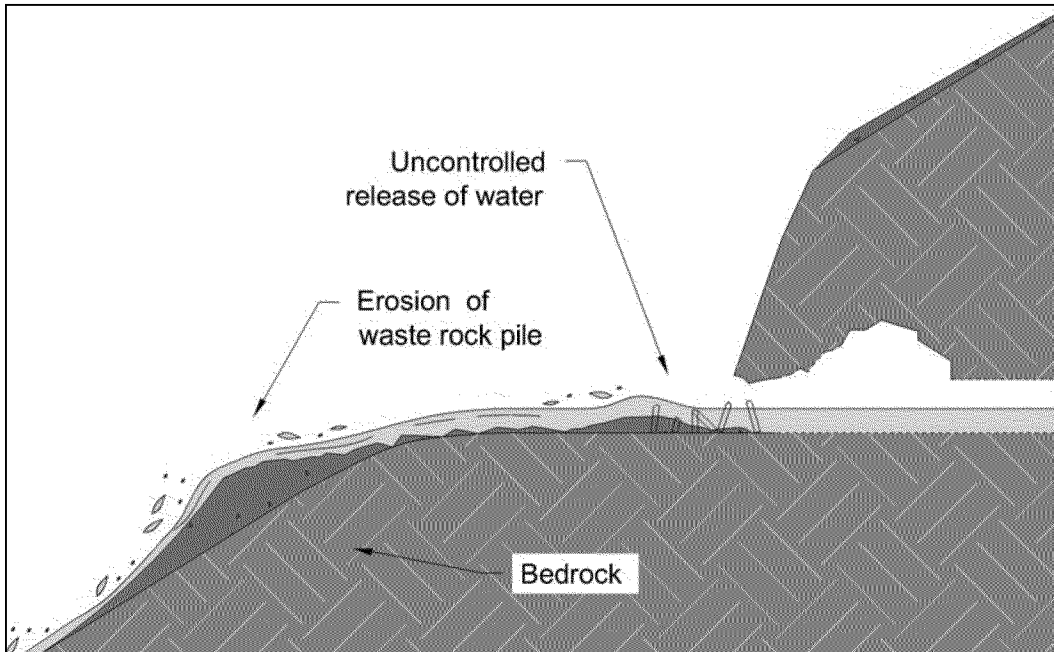 Uncontrolled
release of water
Erosion of
waste rock pile
Bedrock